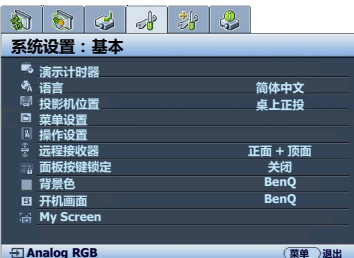 系统设置：基本
演示计时器
语言 简体中文
投影机位置 桌上正投
菜单设置
操作设置
远程接收器 正面 + 顶面
面板按键锁定 关闭
背景色 BenQ
开机画面 BenQ
My Screen
Analog RGB 菜单 退出